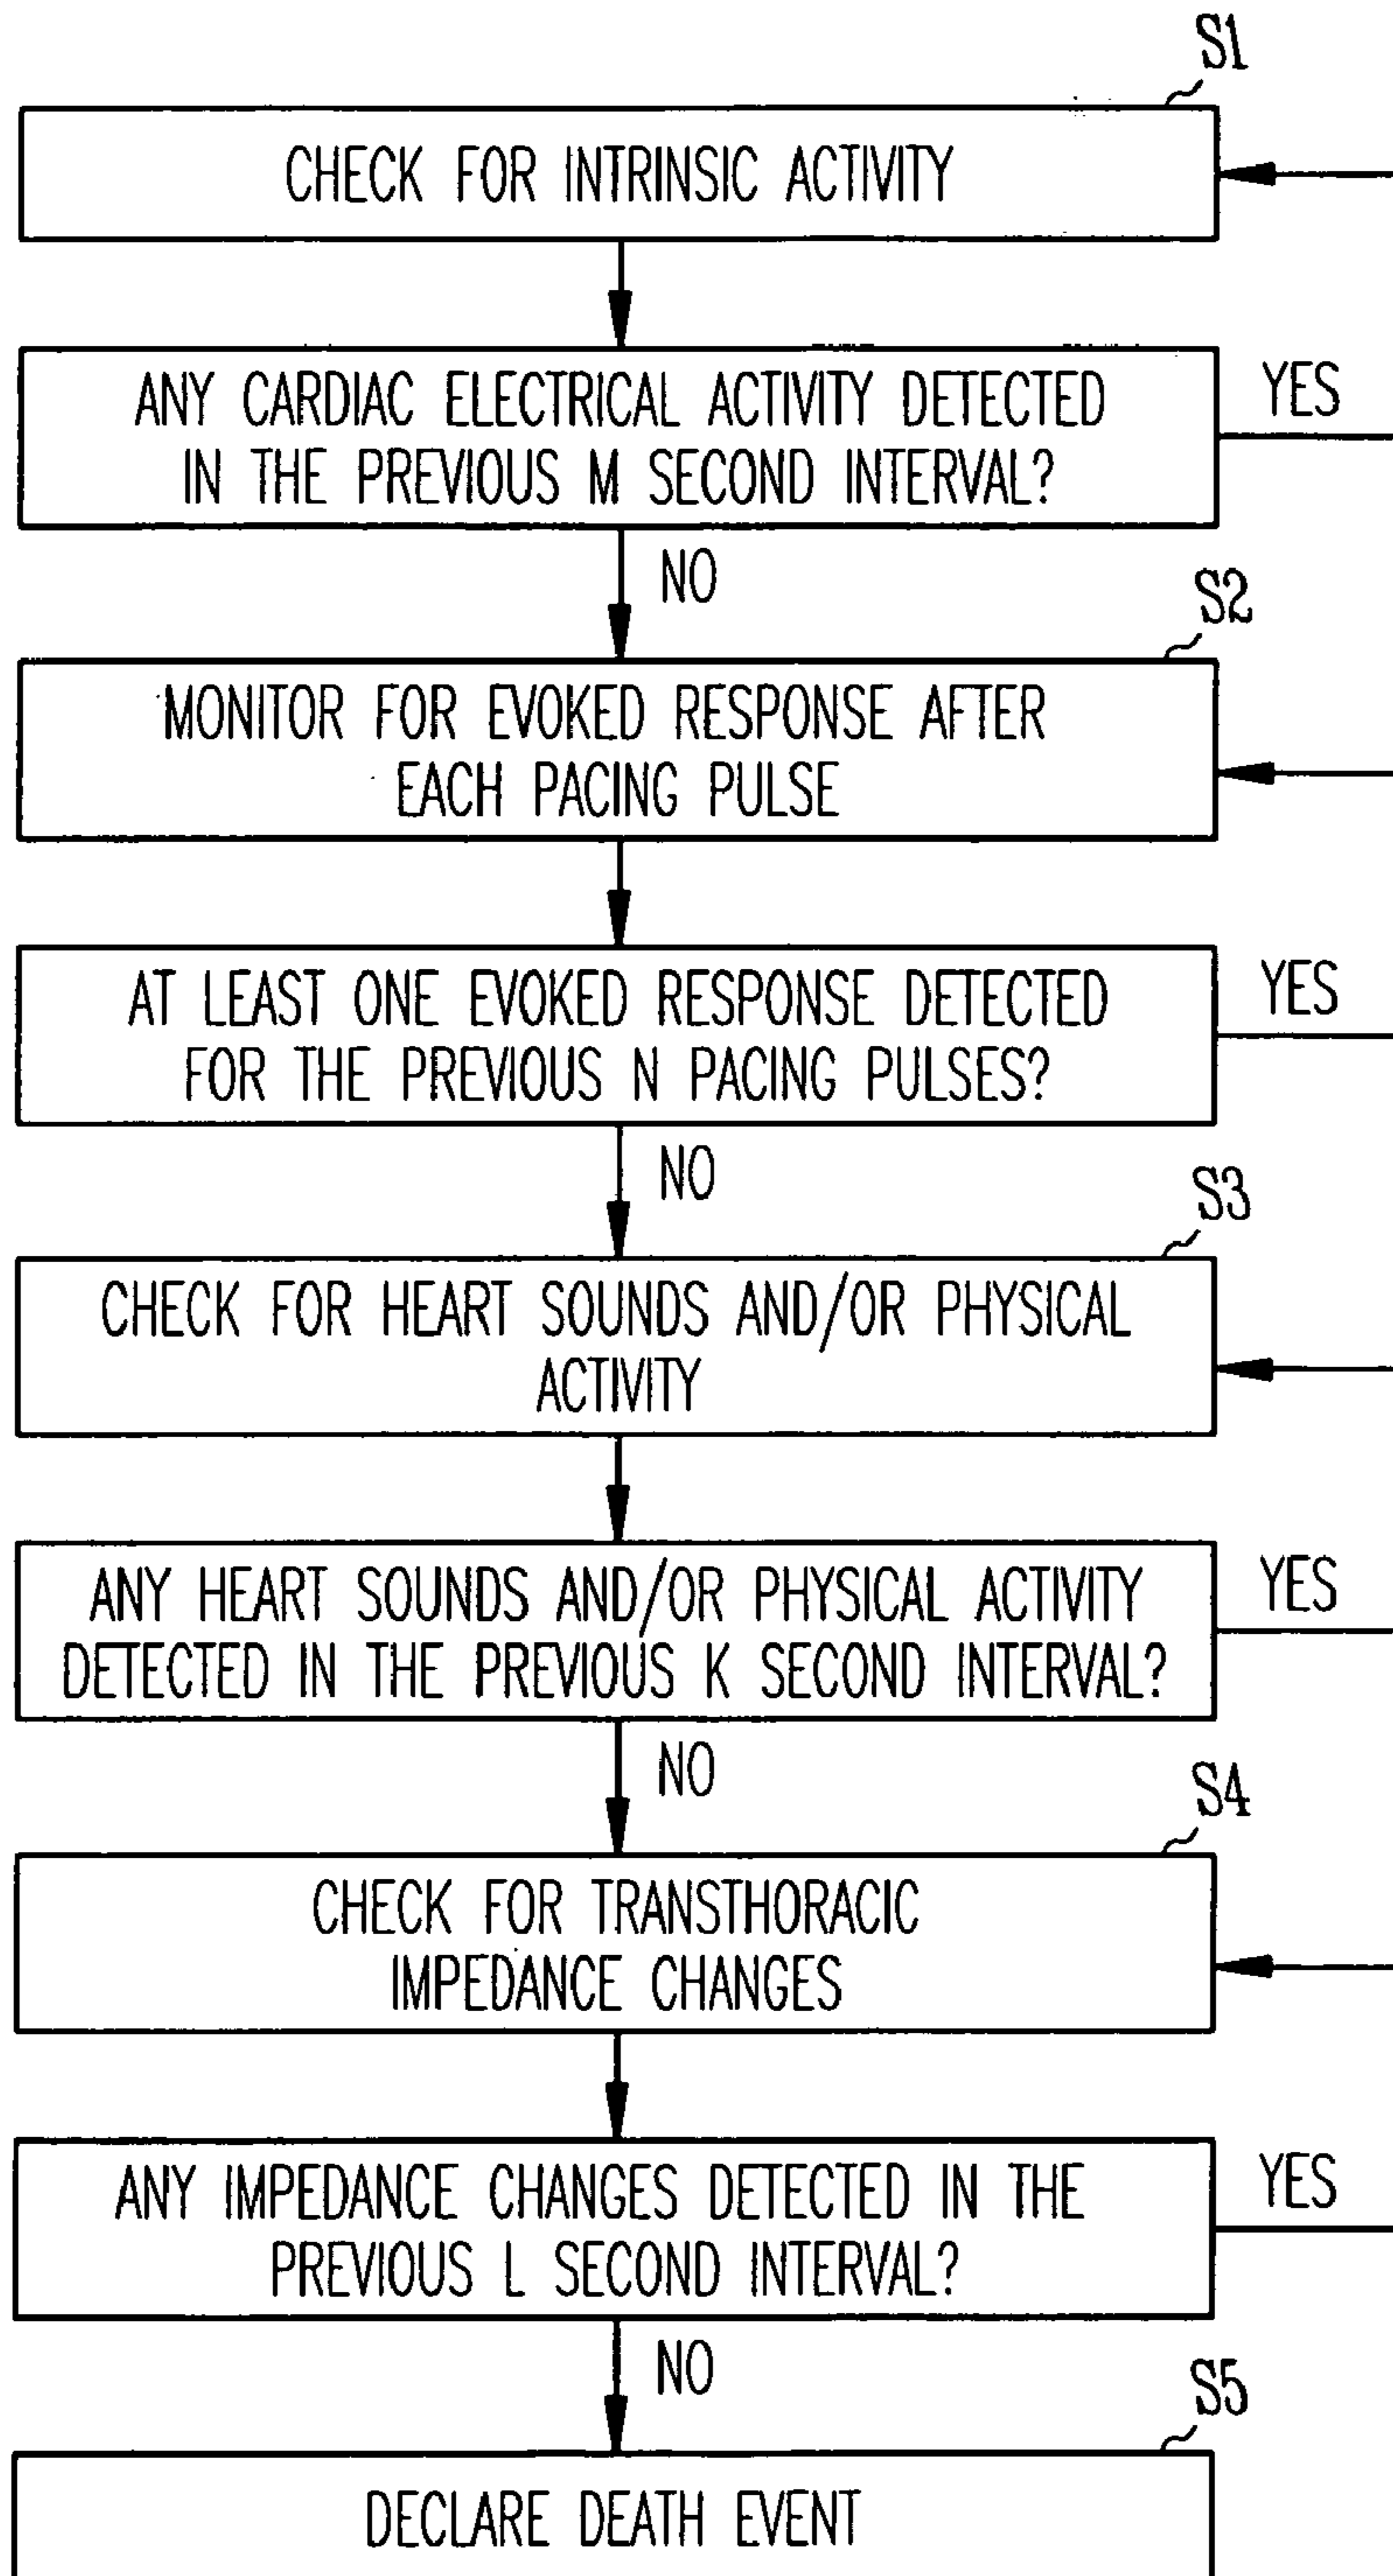 S1
CHECK FOR INTRINSIC ACTIVITY
ANY CARDIAC ELECTRICAL ACTIVITY DETECTED
IN THE PREVIOUS M SECOND INTERVAL?
YES
NO
S2
MONITOR FOR EVOKED RESPONSE AFTER
EACH PACING PULSE
AT LEAST ONE EVOKED RESPONSE DETECTED
FOR THE PREVIOUS N PACING PULSES?
YES
NO
S3
CHECK FOR HEART SOUNDS AND/OR PHYSICAL
ACTIVITY
ANY HEART SOUNDS AND/OR PHYSICAL ACTIVITY
DETECTED IN THE PREVIOUS K SECOND INTERVAL?
YES
NO
S4
CHECK FOR TRANSTHORACIC
IMPEDANCE CHANGES
ANY IMPEDANCE CHANGES DETECTED IN THE
PREVIOUS L SECOND INTERVAL?
YES
NO
S5
DECLARE DEATH EVENT